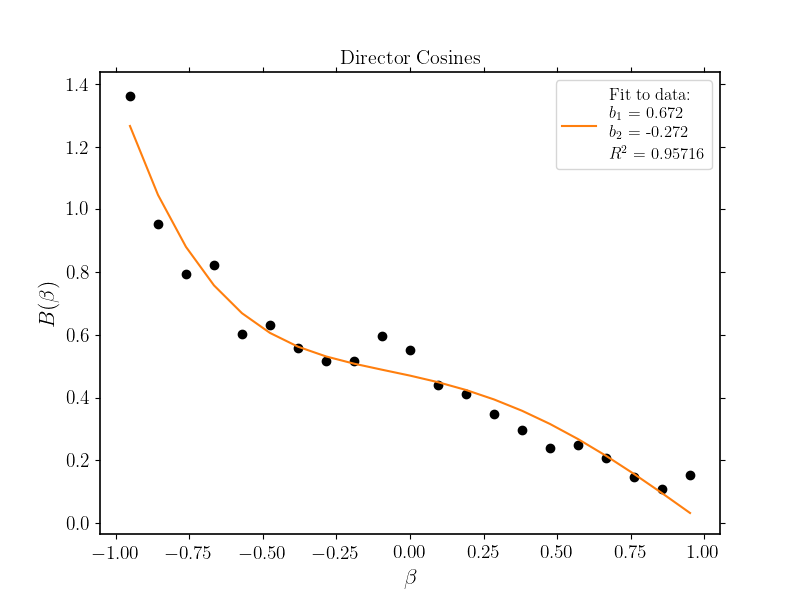 Director Cosines
Fit to data:
b₁ = 0.672
b₂ = -0.272
R² = 0.95716
B(β)
1.4
1.2
1.0
0.8
0.6
0.4
0.2
0.0
−1.00 −0.75 −0.50 −0.25 0.00 0.25 0.50 0.75 1.00
β